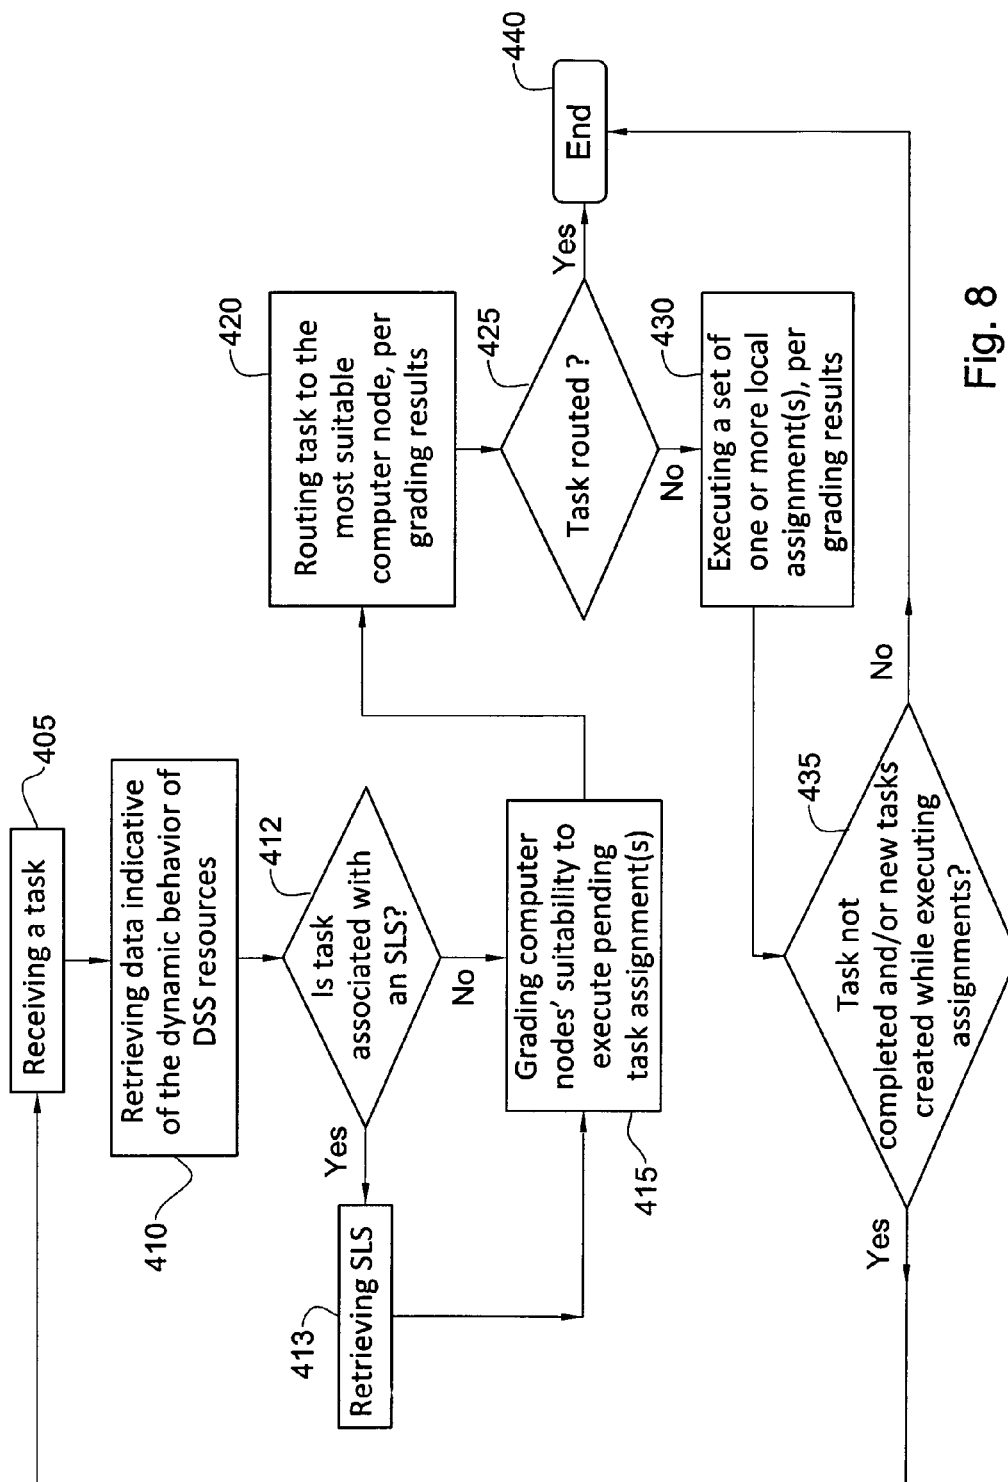 405
Receiving a task
410
Retrieving data indicative
of the dynamic behavior of
DSS resources
412
Is task
associated with
an SLS?
Yes
No
413
Retrieving SLS
415
Grading computer
nodes’ suitability to
execute pending
task assignment(s)
420
Routing task to the
most suitable
computer node, per
grading results
425
Task routed ?
Yes
No
440
End
430
Executing a set of
one or more local
assignment(s), per
grading results
435
Task not
completed and/or new tasks
created while executing
assignments?
Yes
No
Fig. 8